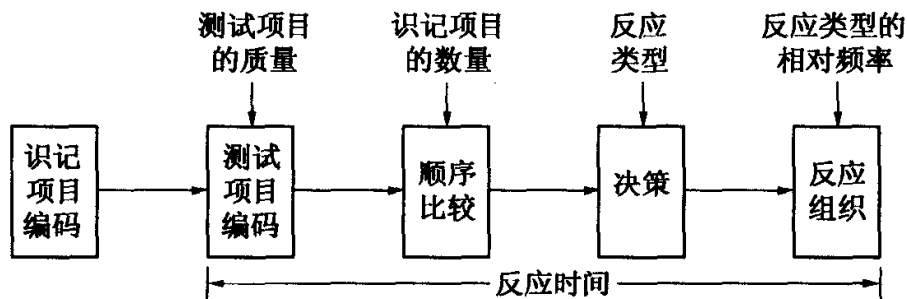 测试项目
的质量
识记项目
的数量
反应
类型
反应类型的
相对频率
识记
项目
编码
测试
项目
编码
顺序
比较
决策
反应
组织
反应时间